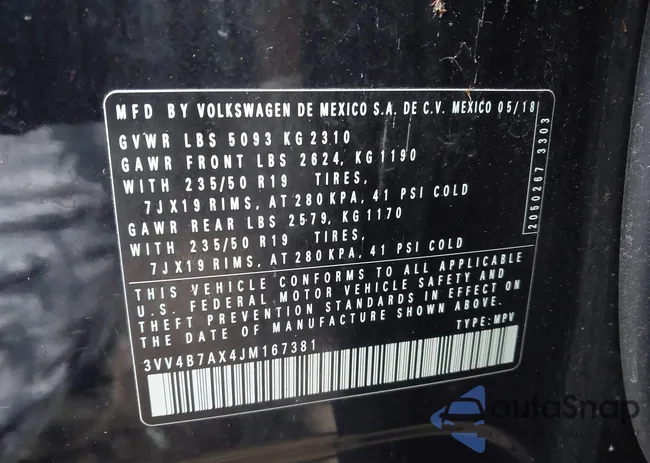 MFD BY VOLKSWAGEN DE MEXICO S.A. DE C.V. MEXICO 05/18
GVWR LBS 5093 KG 2310
GAWR FRONT LBS 2624, KG 1190
WITH 235/50 R19 TIRES,
7JX19 RIMS, AT 280 KPA, 41 PSI COLD
GAWR REAR LBS 2579, KG 1170
WITH 235/50 R19 TIRES,
7JX19 RIMS, AT 280 KPA, 41 PSI COLD
THIS VEHICLE CONFORMS TO ALL APPLICABLE
U.S. FEDERAL MOTOR VEHICLE SAFETY AND
THEFT PREVENTION STANDARDS IN EFFECT ON
THE DATE OF MANUFACTURE SHOWN ABOVE.
3VV4B7AX4JM167381 TYPE: MPV
2050267 3303
autoSnap